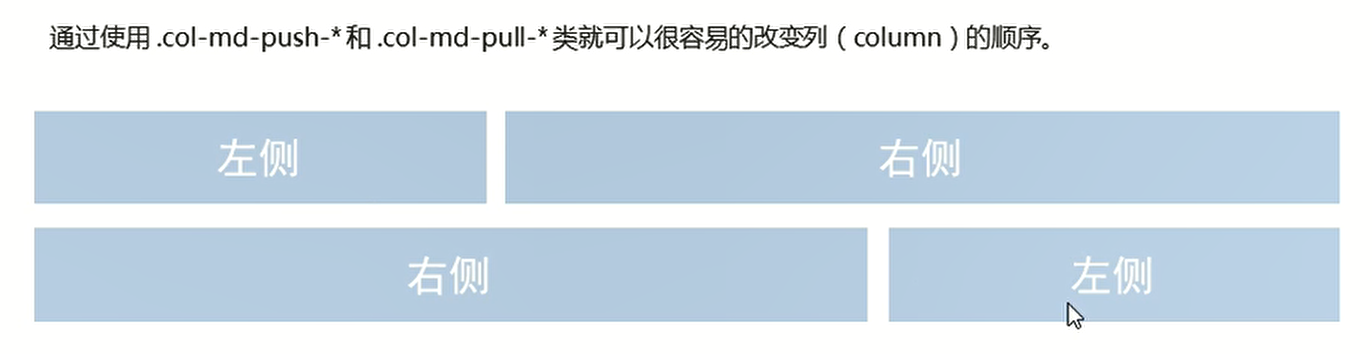 通过使用 .col-md-push-* 和 .col-md-pull-* 类就可以很容易的改变列（column）的顺序。
左侧 右侧
右侧 左侧